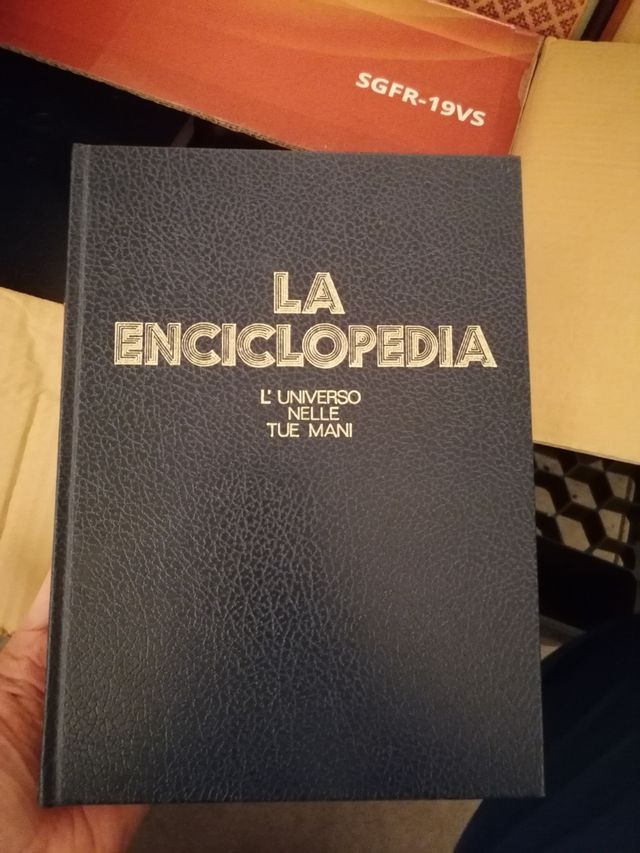 SGFR-19VS
LA
ENCICLOPEDIA
L' UNIVERSO
NELLE
TUE MANI